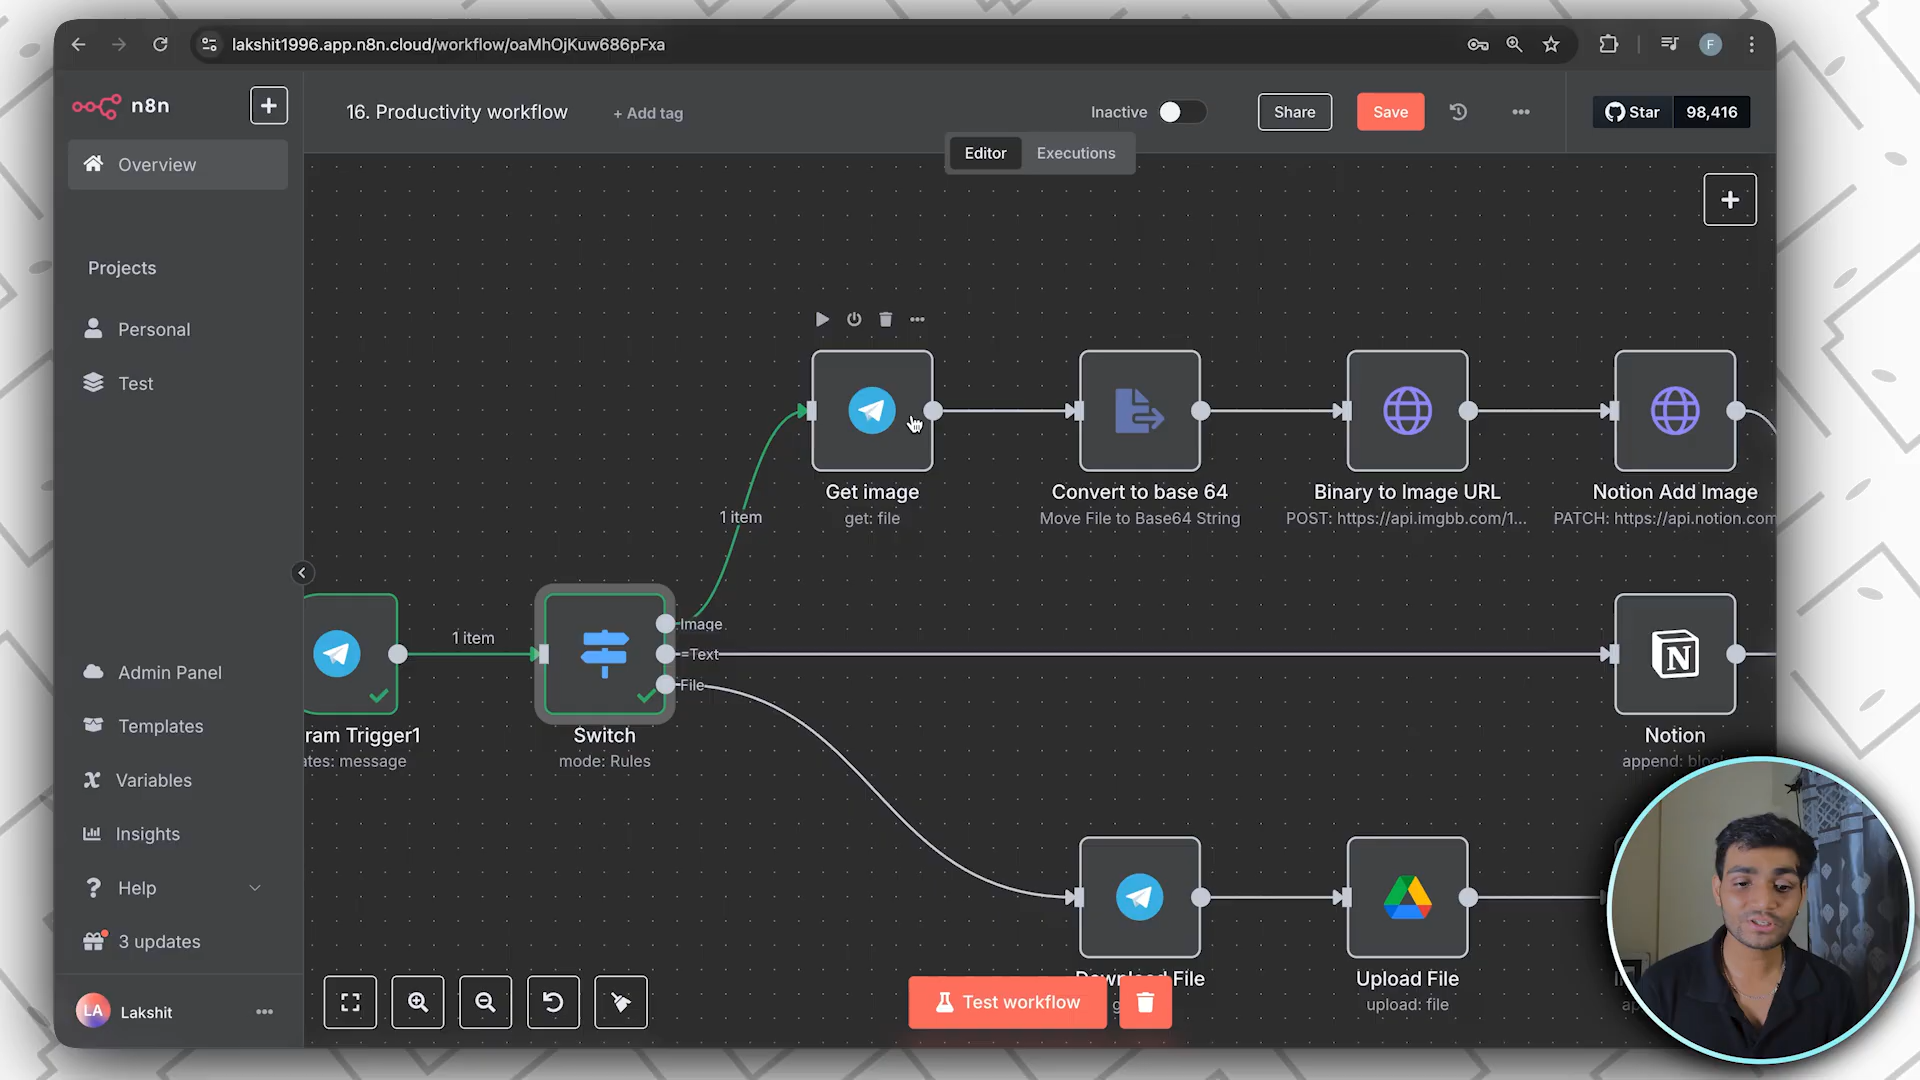 lakshit1996.app.n8n.cloud/workflow/oaMhOjKuw686pFxa
F
n8n
16. Productivity workflow
+ Add tag
Inactive
Share
Save
Star
98,416
Editor
Executions
Overview
Projects
Personal
Test
Admin Panel
Templates
Variables
Insights
Help
3 updates
LA
Lakshit
Get image
get: file
Convert to base 64
Move File to Base64 String
Binary to Image URL
POST: https://api.imgbb.com/1...
Notion Add Image
PATCH: https://api.notion.com
1 item
1 item
Image
=Text
File
ram Trigger1
ates: message
Switch
mode: Rules
Notion
append: bloc
Download File
g
Upload File
upload: file
Test workflow